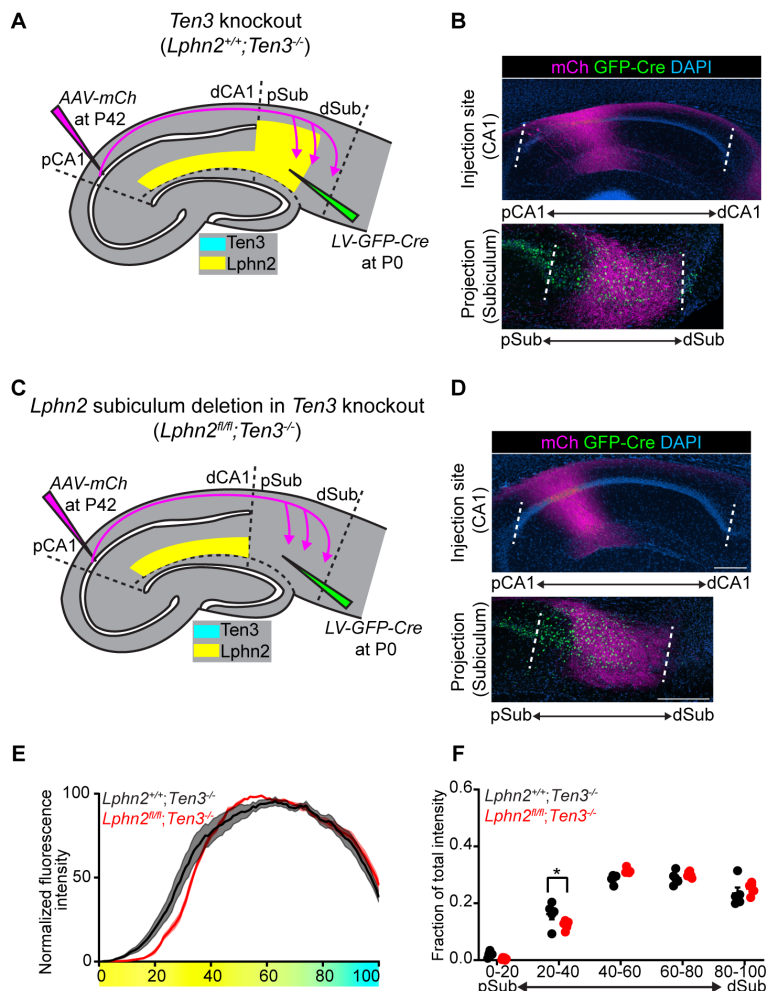 A
Ten3 knockout
(Lphn2+/+;Ten3-/-)
AAV-mCh
at P42
dCA1
pSub
dSub
pCA1
Ten3
Lphn2
LV-GFP-Cre
at P0
B
mCh GFP-Cre DAPI
Injection site
(CA1)
pCA1
dCA1
Projection
(Subiculum)
pSub
dSub
C
Lphn2 subiculum deletion in Ten3 knockout
(Lphn2fl/fl;Ten3-/-)
AAV-mCh
at P42
dCA1
pSub
dSub
pCA1
Ten3
Lphn2
LV-GFP-Cre
at P0
D
mCh GFP-Cre DAPI
Injection site
(CA1)
pCA1
dCA1
Projection
(Subiculum)
pSub
dSub
E
Normalized fluorescence
intensity
100
50
0
Lphn2+/+;Ten3-/-
Lphn2fl/fl;Ten3-/-
0 20 40 60 80 100
F
Fraction of total intensity
0.6
0.4
0.2
0.0
Lphn2+/+;Ten3-/-
Lphn2fl/fl;Ten3-/-
*
0-20 20-40 40-60 60-80 80-100
pSub
dSub